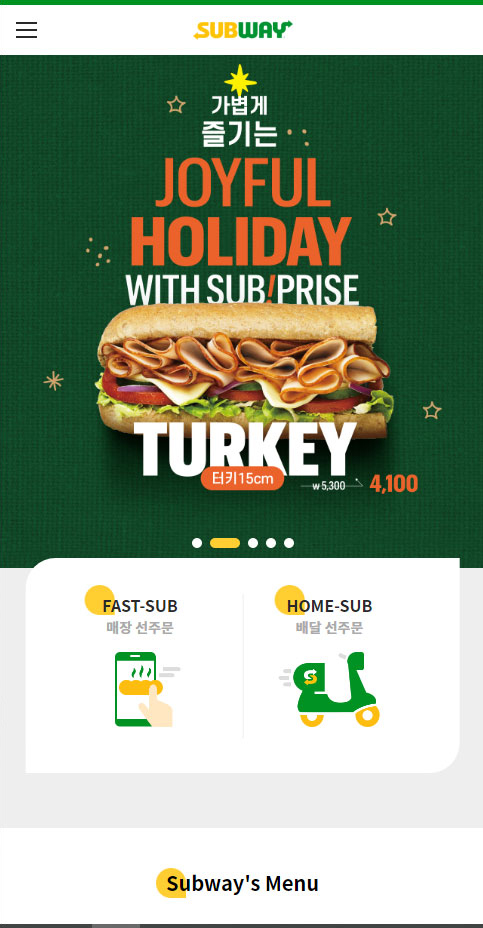 SUBWAY
가볍게
즐기는
JOYFUL
HOLIDAY
WITH SUB!PRISE
TURKEY
터키15cm
₩5,300
4,100
FAST-SUB
매장 선주문
HOME-SUB
배달 선주문
Subway's Menu